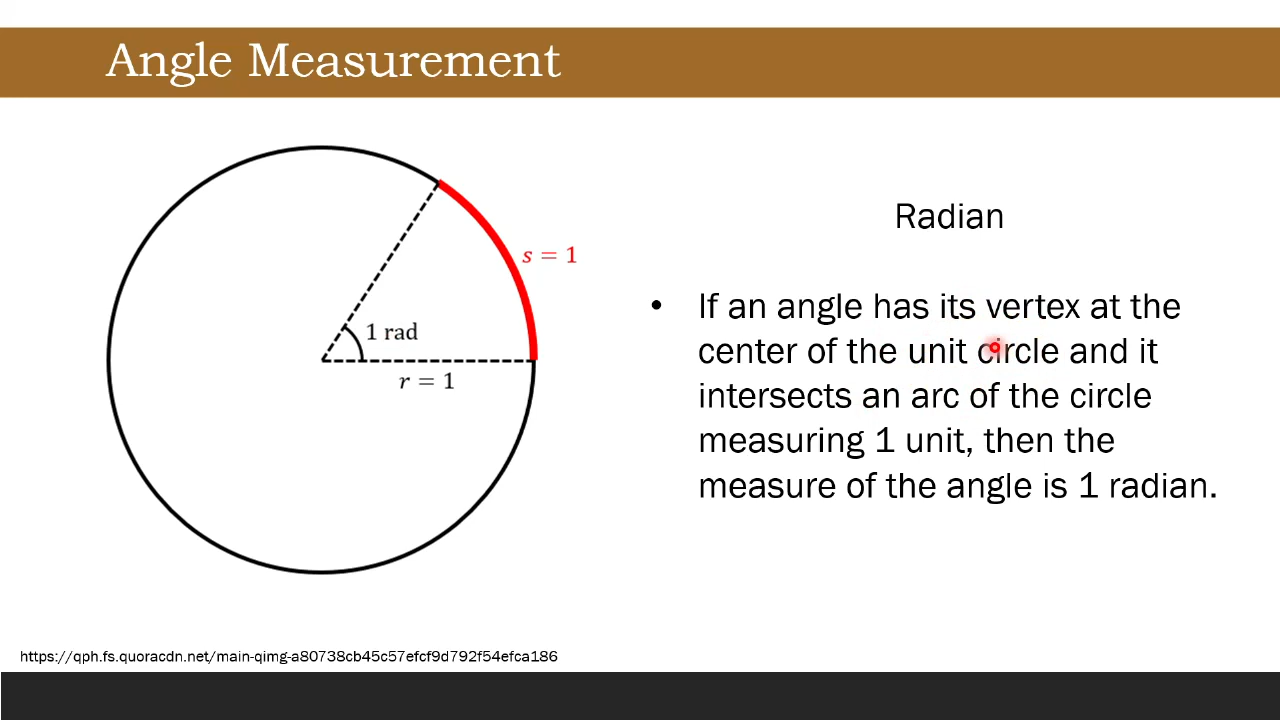 Angle Measurement
s = 1
1 rad
r = 1
Radian
• If an angle has its vertex at the
center of the unit circle and it
intersects an arc of the circle
measuring 1 unit, then the
measure of the angle is 1 radian.
https://qph.fs.quoracdn.net/main-qimg-a80738cb45c57efcf9d792f54efca186